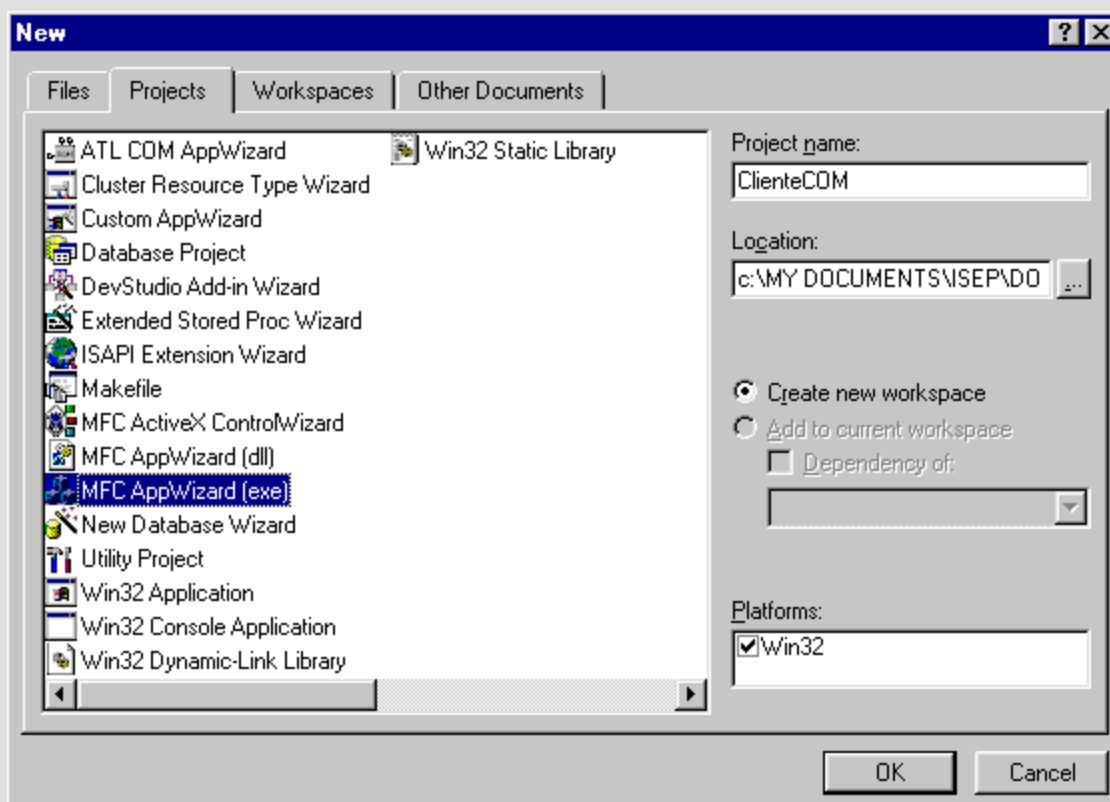 New
Files Projects Workspaces Other Documents
ATL COM AppWizard
Cluster Resource Type Wizard
Custom AppWizard
Database Project
DevStudio Add-in Wizard
Extended Stored Proc Wizard
ISAPI Extension Wizard
Makefile
MFC ActiveX ControlWizard
MFC AppWizard (dll)
MFC AppWizard (exe)
New Database Wizard
Utility Project
Win32 Application
Win32 Console Application
Win32 Dynamic-Link Library
Win32 Static Library
Project name:
ClienteCOM
Location:
c:\MY DOCUMENTS\ISEP\DO ...
Create new workspace
Add to current workspace
Dependency of:
Platforms:
Win32
OK Cancel